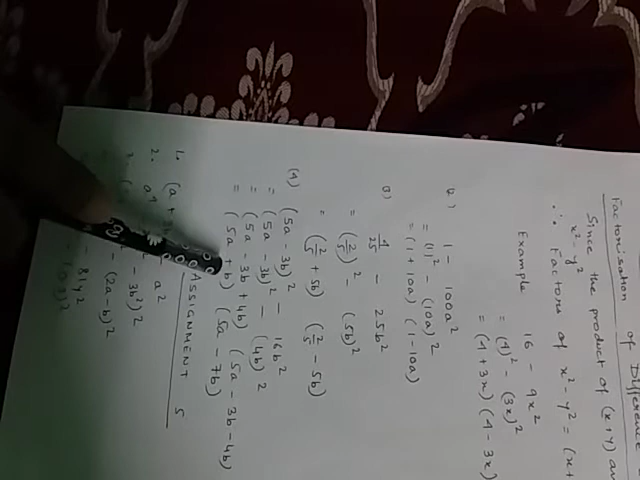 Factorisation of Difference
Since the product of (x+y) an
x² - y²
∴ Factors of x² - y² = (x+
Example 16 - 9x²
= (4)² - (3x)²
= (4+3x) (4-3x)
2) 1 - 100a²
= (1)² - (10a)²
= (1+10a) (1-10a)
3) 4/25 - 25b²
= (2/5)² - (5b)²
= (2/5 + 5b) (2/5 - 5b)
(4) (5a - 3b)² - 16b²
= (5a - 3b)² - (4b)²
= (5a - 3b + 4b) (5a - 3b - 4b)
= (5a + b) (5a - 7b)
ASSIGNMENT 5
1. (a + - a²
2. - 3b²)²
3. - (2a-b)²
- 81y²